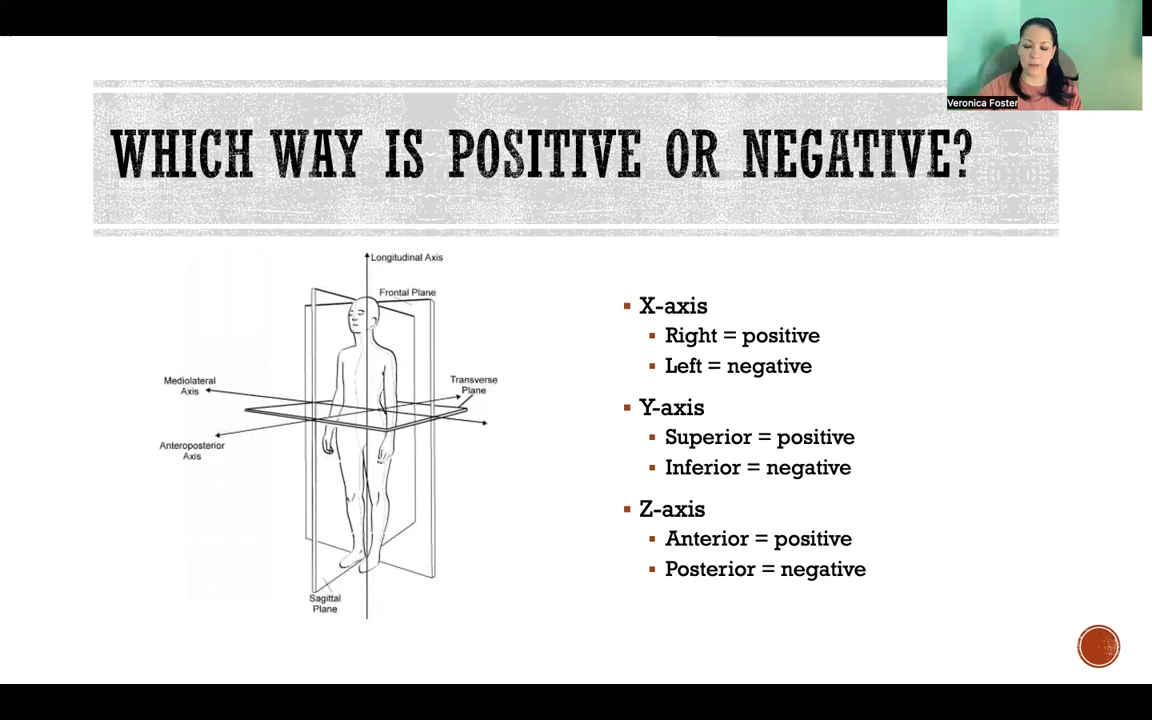 Veronica Foster
WHICH WAY IS POSITIVE OR NEGATIVE?
Longitudinal Axis
Frontal Plane
Mediolateral
Axis
Transverse
Plane
Anteroposterior
Axis
Sagittal
Plane
X-axis
Right = positive
Left = negative
Y-axis
Superior = positive
Inferior = negative
Z-axis
Anterior = positive
Posterior = negative